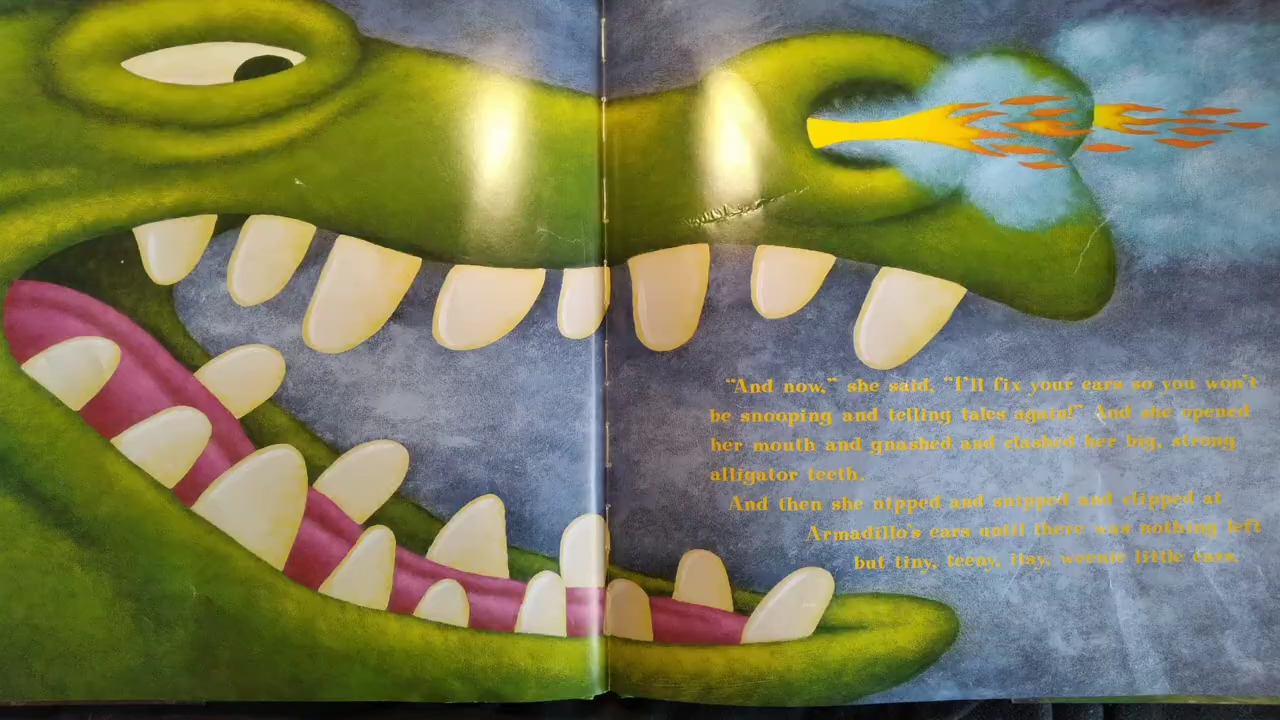 "And now," she said, "I'll fix your ears so you won't
be snooping and telling tales again!" And she opened
her mouth and gnashed and clashed her big, strong
alligator teeth.
And then she nipped and snipped and clipped at
Armadillo's ears until there was nothing left
but tiny, teeny, itsy, weenie little ears.